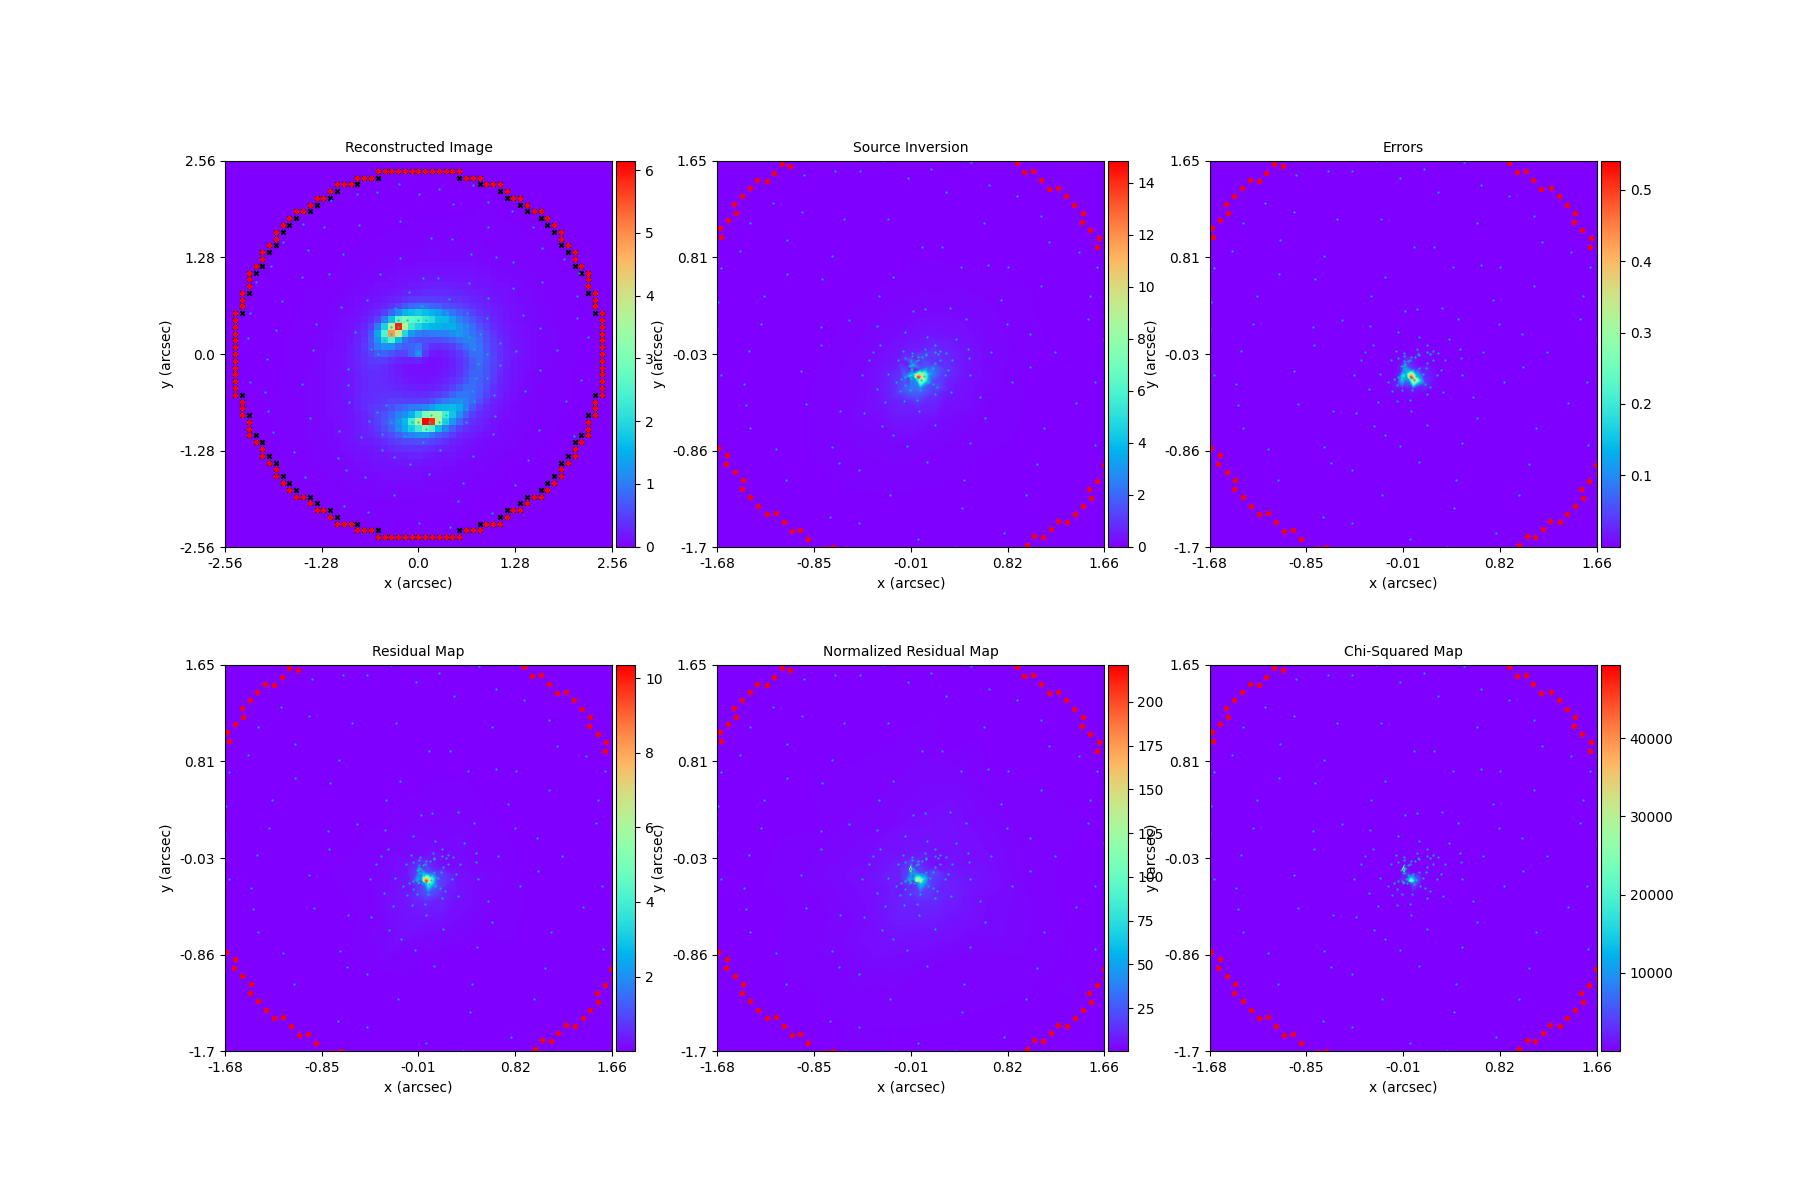 Reconstructed Image
2.56
1.28
0.0
-1.28
-2.56
y (arcsec)
-2.56 -1.28 0.0 1.28 2.56
x (arcsec)
6
5
4
3
2
1
0
Source Inversion
1.65
0.81
-0.03
-0.86
-1.7
y (arcsec)
-1.68 -0.85 -0.01 0.82 1.66
x (arcsec)
14
12
10
8
6
4
2
0
Errors
1.65
0.81
-0.03
-0.86
-1.7
y (arcsec)
-1.68 -0.85 -0.01 0.82 1.66
x (arcsec)
0.5
0.4
0.3
0.2
0.1
Residual Map
1.65
0.81
-0.03
-0.86
-1.7
y (arcsec)
-1.68 -0.85 -0.01 0.82 1.66
x (arcsec)
10
8
6
4
2
Normalized Residual Map
1.65
0.81
-0.03
-0.86
-1.7
y (arcsec)
-1.68 -0.85 -0.01 0.82 1.66
x (arcsec)
200
175
150
125
100
75
50
25
Chi-Squared Map
1.65
0.81
-0.03
-0.86
-1.7
y (arcsec)
-1.68 -0.85 -0.01 0.82 1.66
x (arcsec)
40000
30000
20000
10000